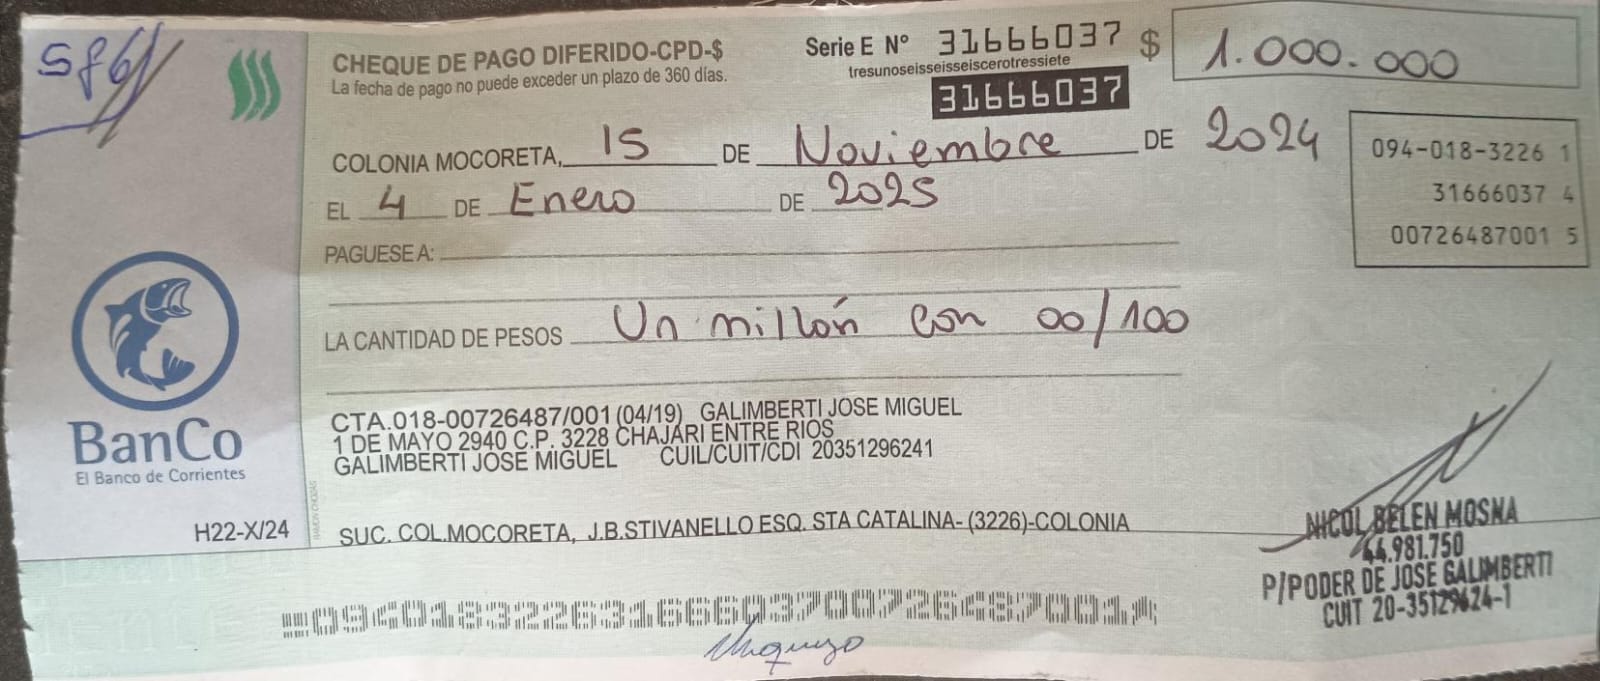 CHEQUE DE PAGO DIFERIDO-CPD-$
La fecha de pago no puede exceder un plazo de 360 días.
Serie E Nº 31666037
tresunoseisseisseiscerotressiete
31666037
$ 1.000.000
COLONIA MOCORETA, 15 DE Noviembre DE 2024
EL 4 DE Enero DE 2025
094-018-3226 1
31666037 4
00726487001 5
PAGUESE A:
LA CANTIDAD DE PESOS Un millón con 00/100
BanCo
El Banco de Corrientes
H22-X/24
CTA.018-00726487/001 (04/19) GALIMBERTI JOSE MIGUEL
1 DE MAYO 2940 C.P. 3228 CHAJARI ENTRE RIOS
GALIMBERTI JOSE MIGUEL CUIL/CUIT/CDI 20351296241
SUC. COL.MOCORETA, J.B.STIVANELLO ESQ. STA CATALINA- (3226)-COLONIA
NICOL BELEN MOSNA
44.981.750
P/PODER DE JOSE GALIMBERTI
CUIT 20-35129624-1
09401832263166603700726487001